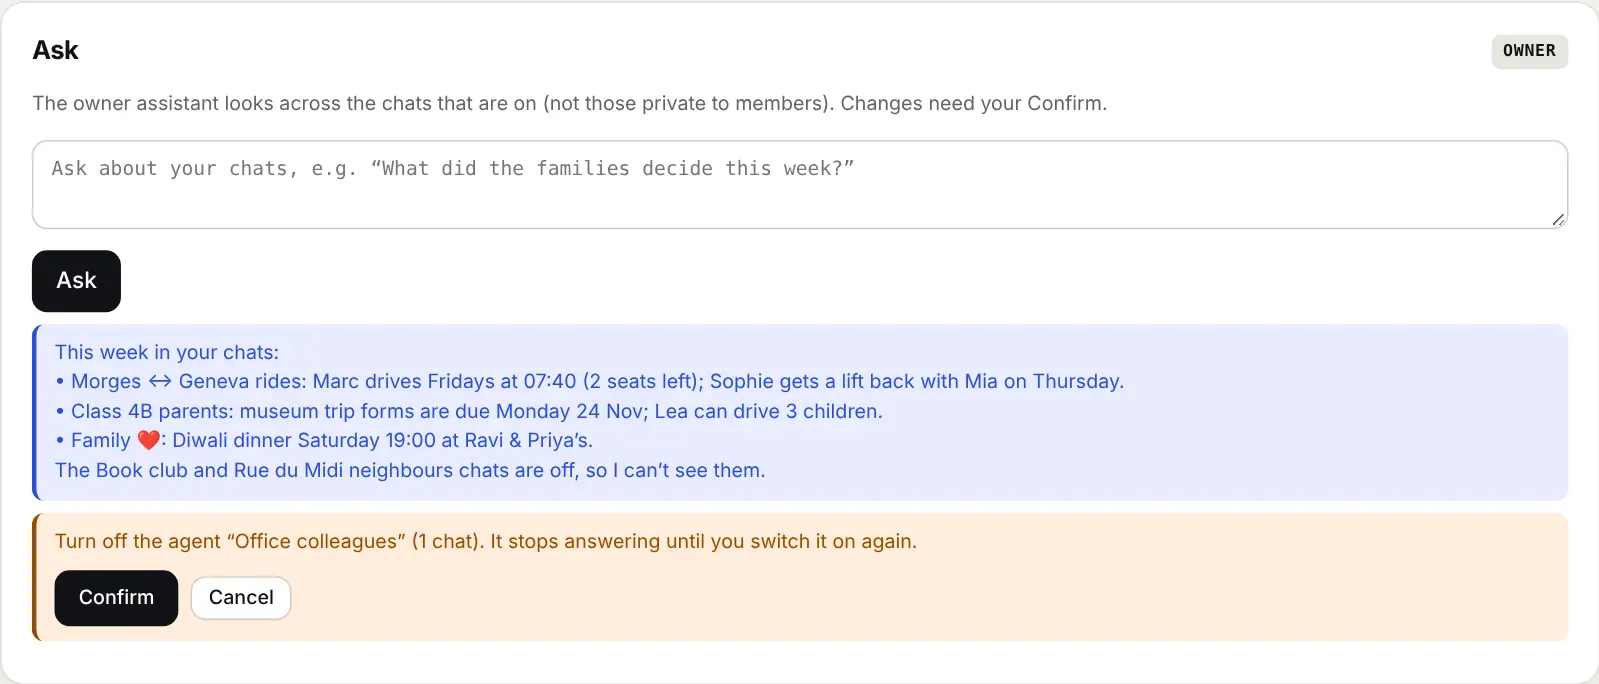 Ask
OWNER
The owner assistant looks across the chats that are on (not those private to members). Changes need your Confirm.
Ask about your chats, e.g. “What did the families decide this week?”
Ask
This week in your chats:
• Morges ↔ Geneva rides: Marc drives Fridays at 07:40 (2 seats left); Sophie gets a lift back with Mia on Thursday.
• Class 4B parents: museum trip forms are due Monday 24 Nov; Lea can drive 3 children.
• Family ❤️: Diwali dinner Saturday 19:00 at Ravi & Priya’s.
The Book club and Rue du Midi neighbours chats are off, so I can’t see them.
Turn off the agent “Office colleagues” (1 chat). It stops answering until you switch it on again.
Confirm
Cancel